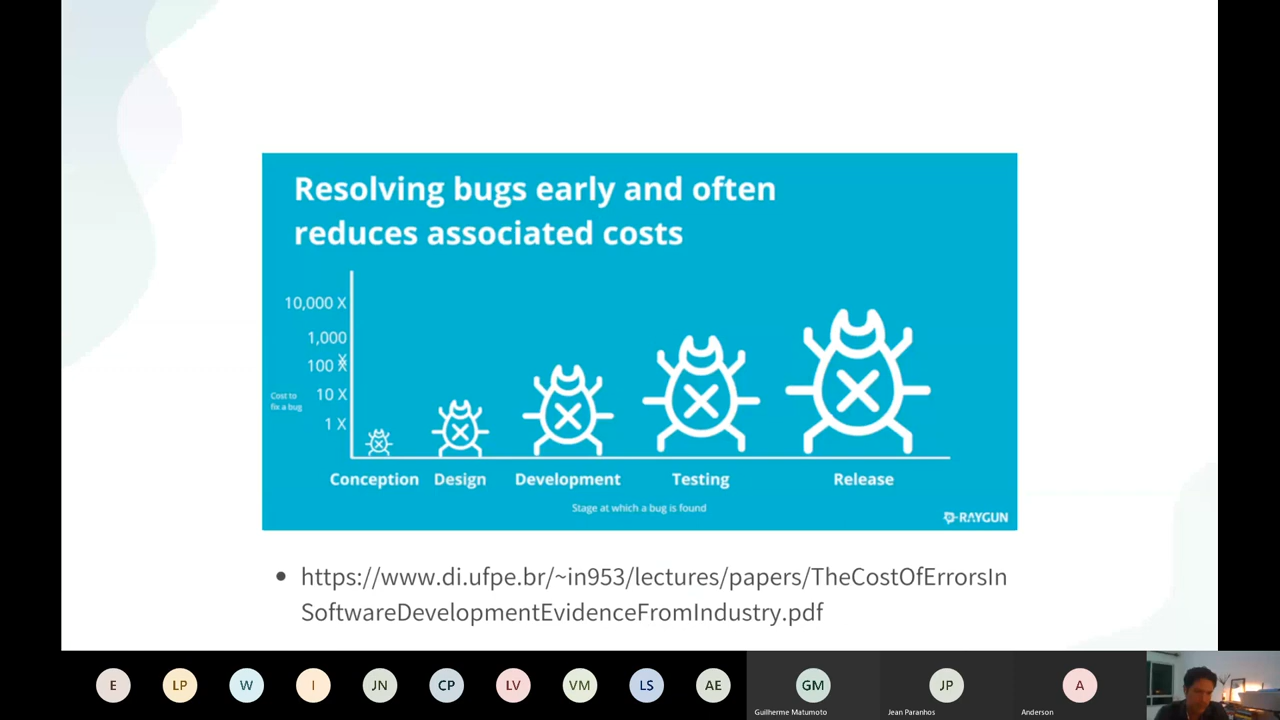 Resolving bugs early and often
reduces associated costs
10,000 X
1,000
X
100 X
10 X
1 X
Cost to
fix a bug
Conception Design Development Testing Release
Stage at which a bug is found
RAYGUN
https://www.di.ufpe.br/~in953/lectures/papers/TheCostOfErrorsIn
SoftwareDevelopmentEvidenceFromIndustry.pdf
E LP W I JN CP LV VM LS AE GM JP A
Guilherme Matumoto Jean Paranhos Anderson